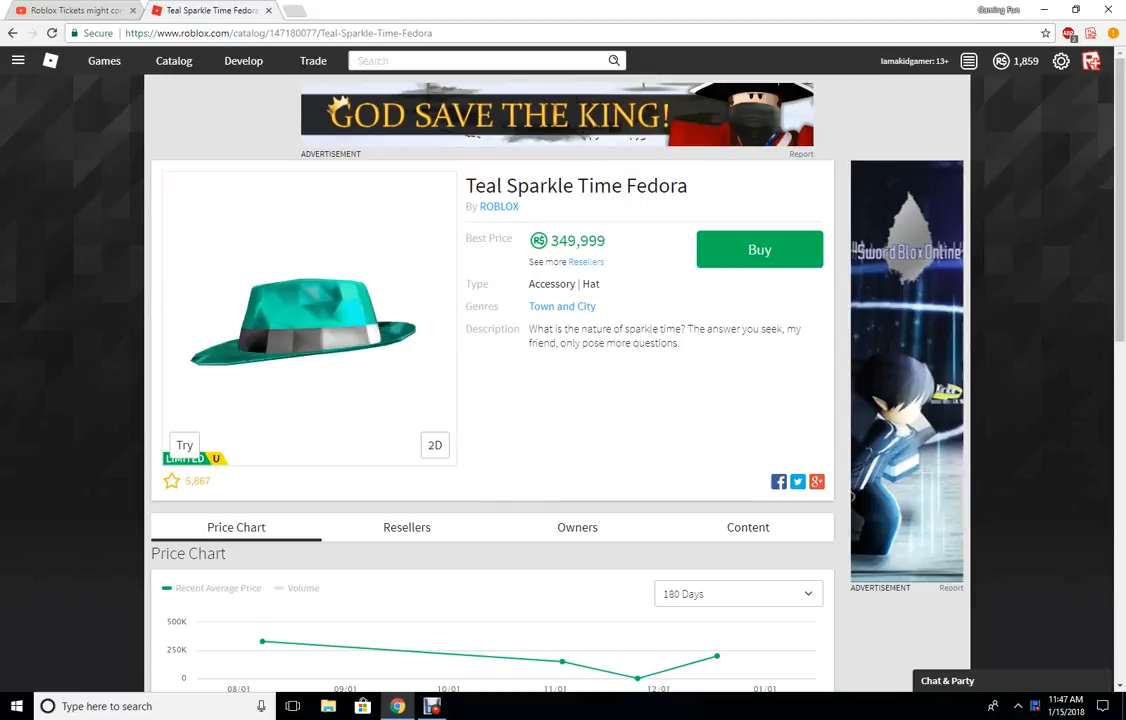 Roblox Tickets might co
Teal Sparkle Time Fedora
Gaming Fun
Secure
https://www.roblox.com/catalog/147180077/Teal-Sparkle-Time-Fedora
2
Games
Catalog
Develop
Trade
Search
Iamakidgamer: 13+
R$ 1,859
R+
GOD SAVE THE KING!
ADVERTISEMENT
Report
Teal Sparkle Time Fedora
By ROBLOX
Best Price
R$ 349,999
Buy
See more Resellers
Type
Accessory | Hat
Genres
Town and City
Description
What is the nature of sparkle time? The answer you seek, my
friend, only pose more questions.
Try
2D
LIMITED U
5,867
SwordBloxOnline
ADVERTISEMENT
Report
Price Chart
Resellers
Owners
Content
Price Chart
Recent Average Price
Volume
180 Days
500K
250K
0
08/01
09/01
10/01
11/01
12/01
01/01
Chat & Party
Type here to search
11:47 AM
1/15/2018